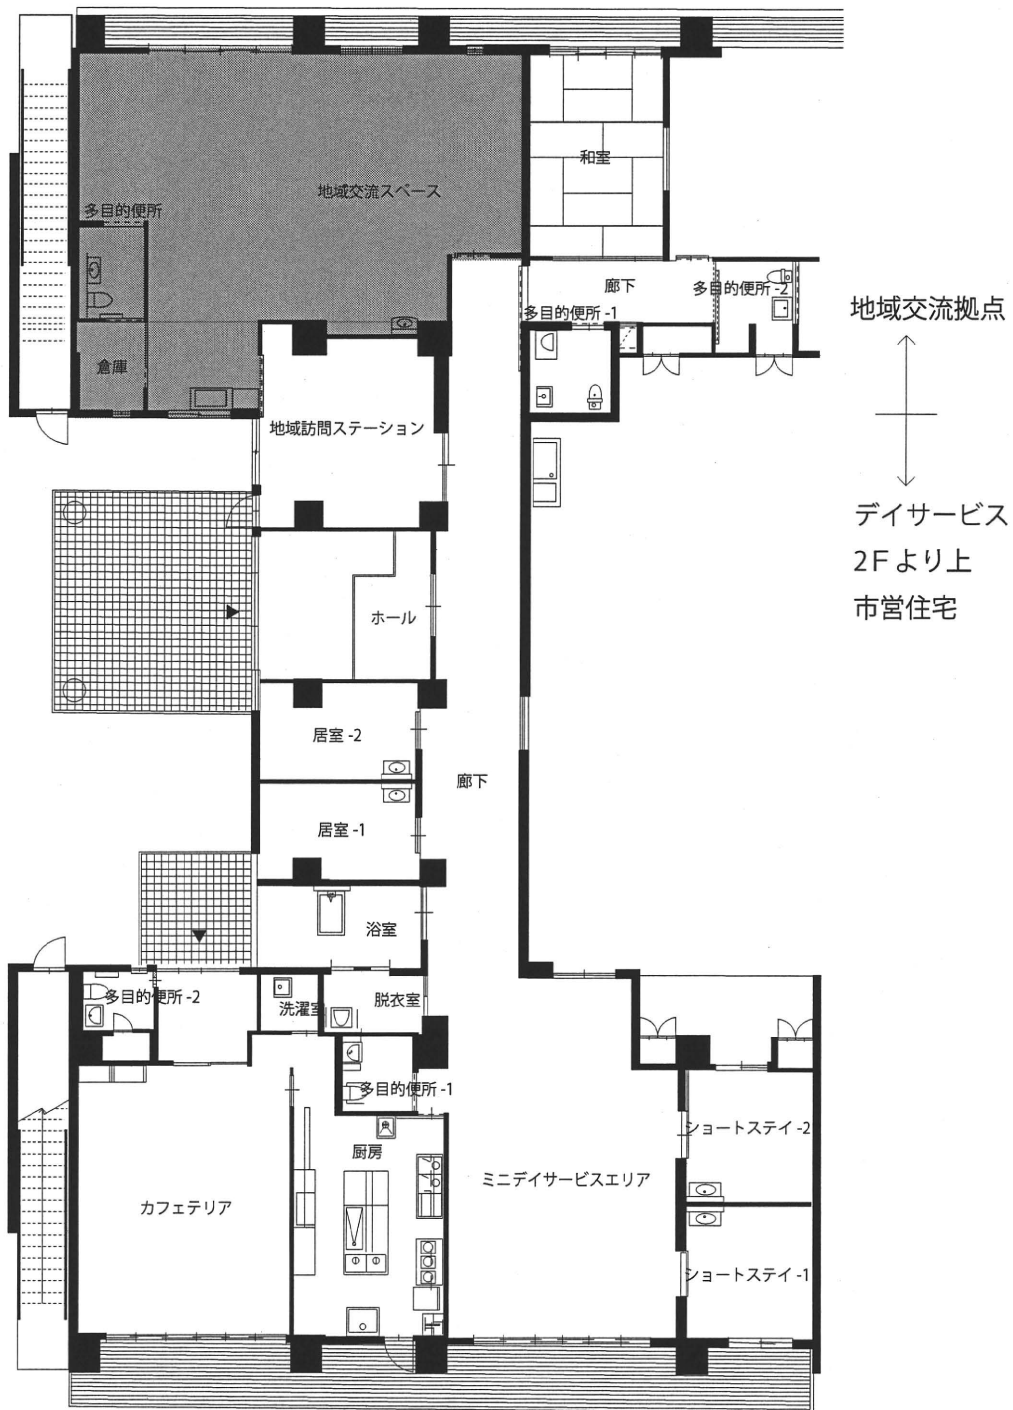 和室
地域交流スペース
多目的便所
廊下
多目的便所 -2
多目的便所 -1
地域交流拠点
倉庫
地域訪問ステーション
デイサービス
2Fより上
市営住宅
ホール
居室 -2
廊下
居室 -1
浴室
多目的便所 -2
洗濯室
脱衣室
多目的便所 -1
ショートステイ -2
厨房
ミニデイサービスエリア
カフェテリア
ショートステイ -1